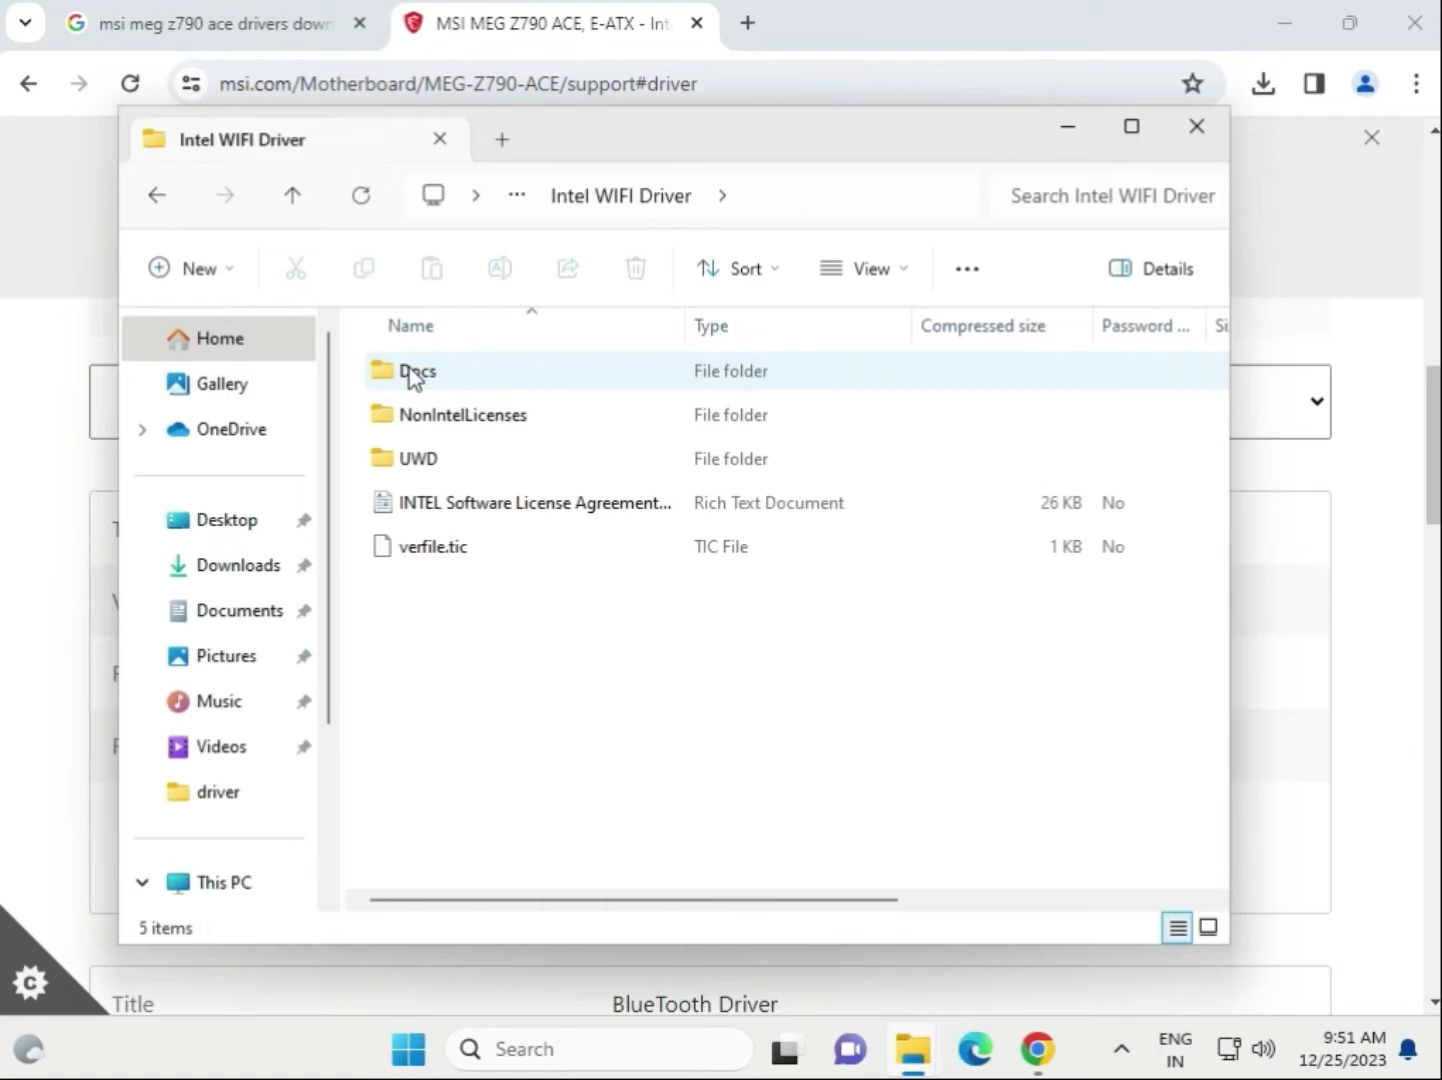 msi meg z790 ace drivers down
MSI MEG Z790 ACE, E-ATX - Int
msi.com/Motherboard/MEG-Z790-ACE/support#driver
Intel WIFI Driver
Intel WIFI Driver
Search Intel WIFI Driver
New
Sort
View
Details
Name
Type
Compressed size
Password ...
Si
Home
Gallery
OneDrive
Desktop
Downloads
Documents
Pictures
Music
Videos
driver
This PC
Docs
File folder
NonIntelLicenses
File folder
UWD
File folder
INTEL Software License Agreement...
Rich Text Document
26 KB
No
verfile.tic
TIC File
1 KB
No
5 items
Title
BlueTooth Driver
Search
ENG
IN
9:51 AM
12/25/2023